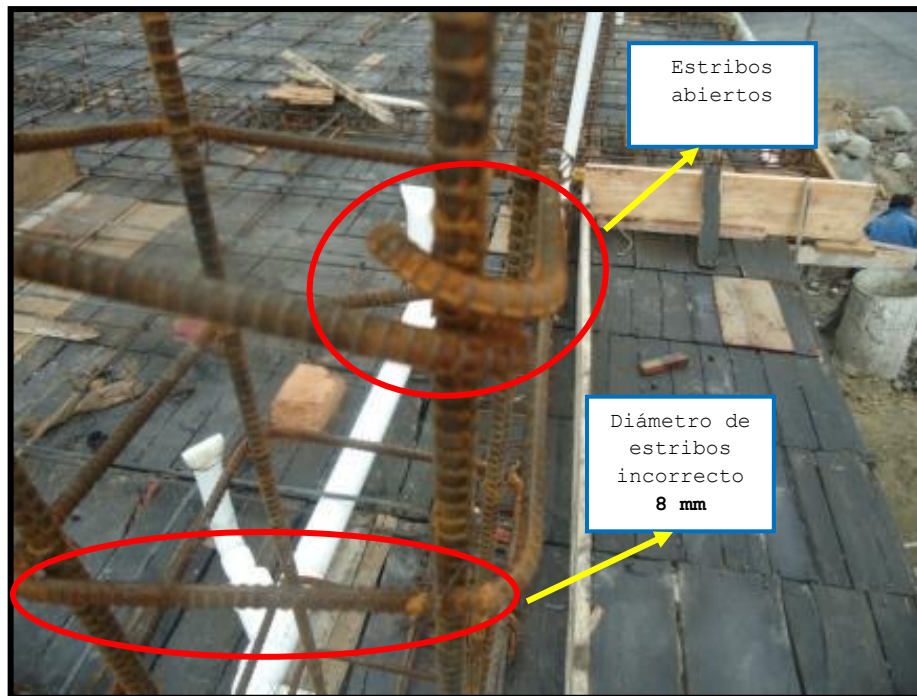 Estribos
abiertos
Diámetro de
estribos
incorrecto
8 mm